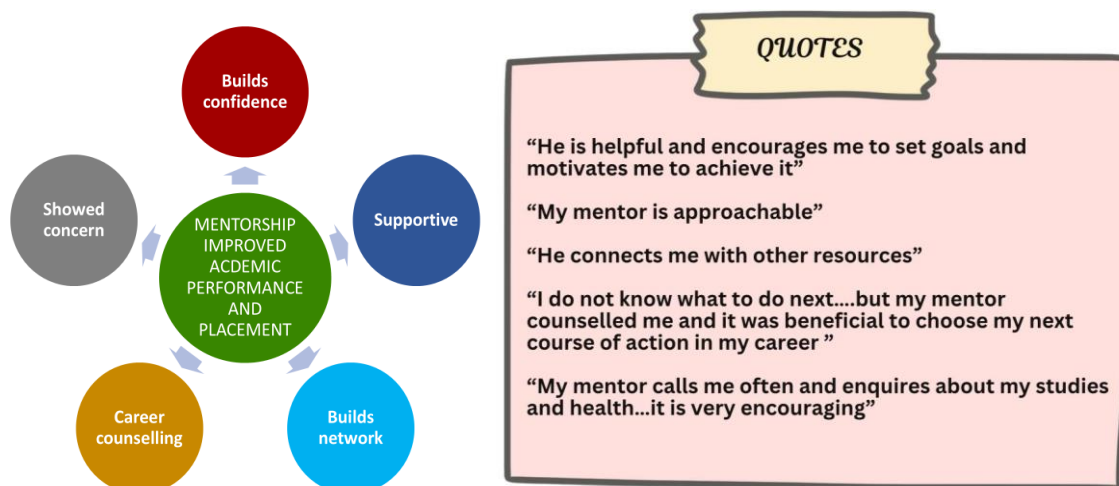 Builds
confidence
Showed
concern
MENTORSHIP
IMPROVED
ACDEMIC
PERFORMANCE
AND
PLACEMENT
Supportive
Career
counselling
Builds
network
QUOTES
“He is helpful and encourages me to set goals and
motivates me to achieve it”
“My mentor is approachable”
“He connects me with other resources”
“I do not know what to do next....but my mentor
counselled me and it was beneficial to choose my next
course of action in my career ”
“My mentor calls me often and enquires about my studies
and health...it is very encouraging”